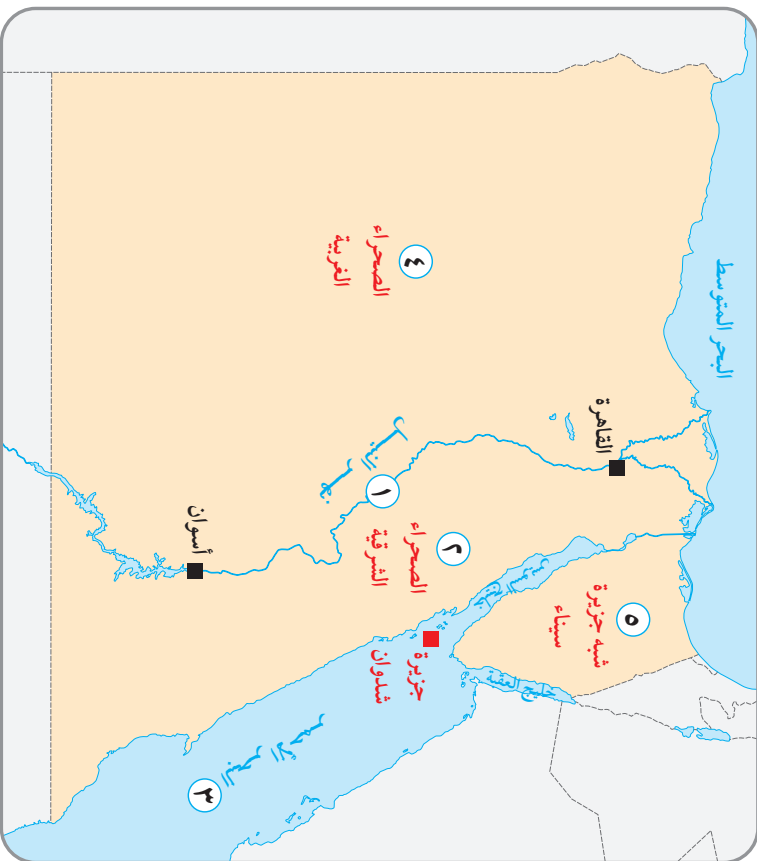 البحر المتوسط
القاهرة
٤
الصحراء
الغربية
نهر النيل
١
٢
الصحراء
الشرقية
٥
شبه جزيرة
سيناء
خليج السويس
خليج العقبة
جزيرة
شدوان
أسوان
البحر الأحمر
٣